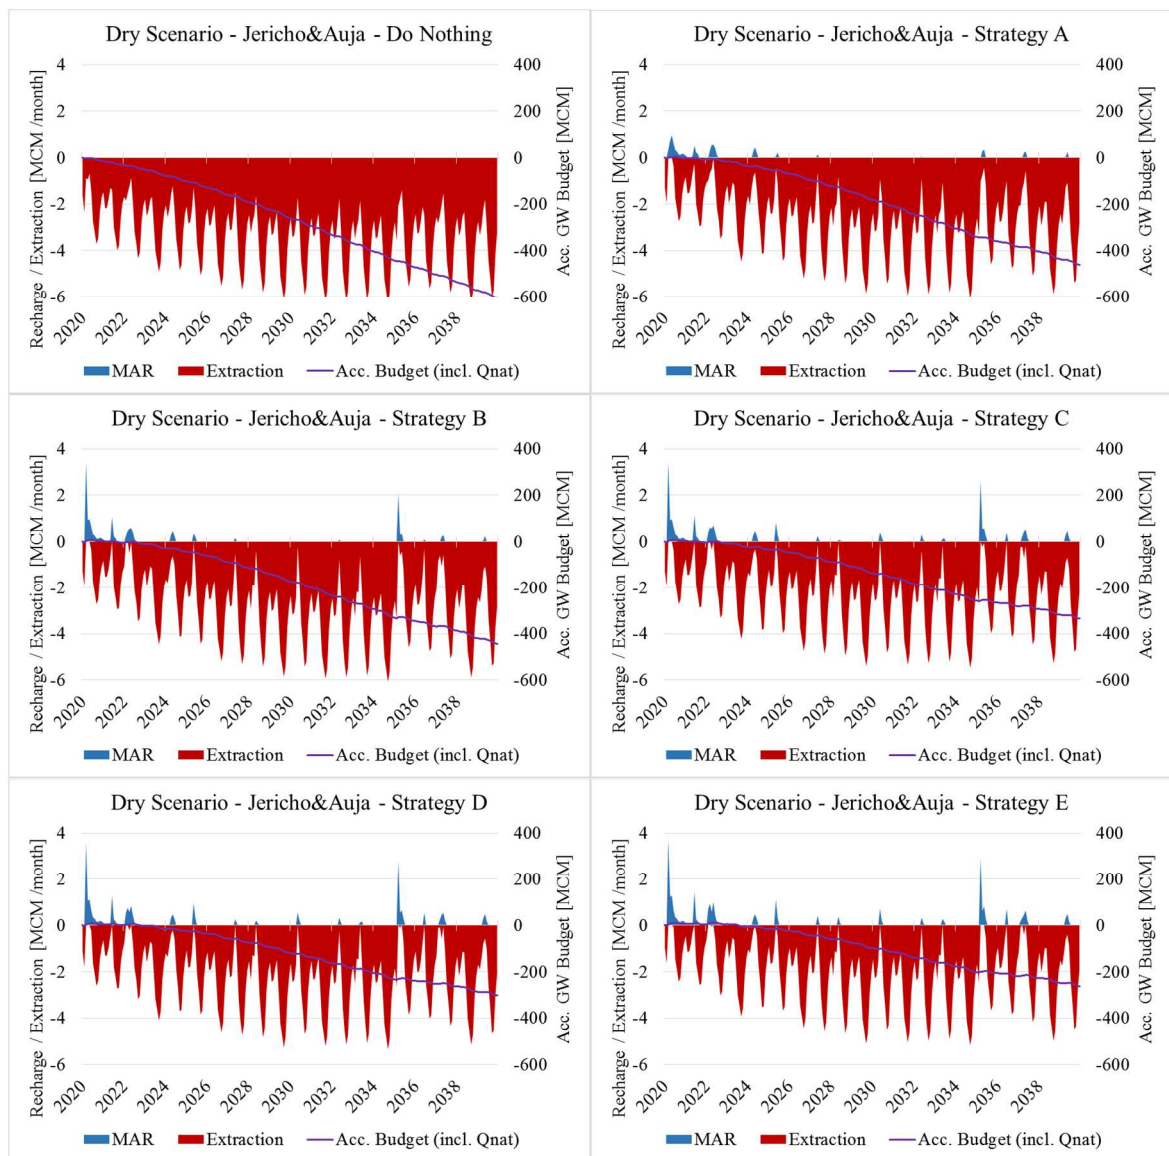 Dry Scenario - Jericho&Auja - Do Nothing
Recharge / Extraction [MCM /month]
4
2
0
-2
-4
-6
400
200
0
-200
-400
-600
Acc. GW Budget [MCM]
2020 2022 2024 2026 2028 2030 2032 2034 2036 2038
MAR Extraction Acc. Budget (incl. Qnat)
Dry Scenario - Jericho&Auja - Strategy A
Recharge / Extraction [MCM /month]
4
2
0
-2
-4
-6
400
200
0
-200
-400
-600
Acc. GW Budget [MCM]
2020 2022 2024 2026 2028 2030 2032 2034 2036 2038
MAR Extraction Acc. Budget (incl. Qnat)
Dry Scenario - Jericho&Auja - Strategy B
Recharge / Extraction [MCM /month]
4
2
0
-2
-4
-6
400
200
0
-200
-400
-600
Acc. GW Budget [MCM]
2020 2022 2024 2026 2028 2030 2032 2034 2036 2038
MAR Extraction Acc. Budget (incl. Qnat)
Dry Scenario - Jericho&Auja - Strategy C
Recharge / Extraction [MCM /month]
4
2
0
-2
-4
-6
400
200
0
-200
-400
-600
Acc. GW Budget [MCM]
2020 2022 2024 2026 2028 2030 2032 2034 2036 2038
MAR Extraction Acc. Budget (incl. Qnat)
Dry Scenario - Jericho&Auja - Strategy D
Recharge / Extraction [MCM /month]
4
2
0
-2
-4
-6
400
200
0
-200
-400
-600
Acc. GW Budget [MCM]
2020 2022 2024 2026 2028 2030 2032 2034 2036 2038
MAR Extraction Acc. Budget (incl. Qnat)
Dry Scenario - Jericho&Auja - Strategy E
Recharge / Extraction [MCM /month]
4
2
0
-2
-4
-6
400
200
0
-200
-400
-600
Acc. GW Budget [MCM]
2020 2022 2024 2026 2028 2030 2032 2034 2036 2038
MAR Extraction Acc. Budget (incl. Qnat)